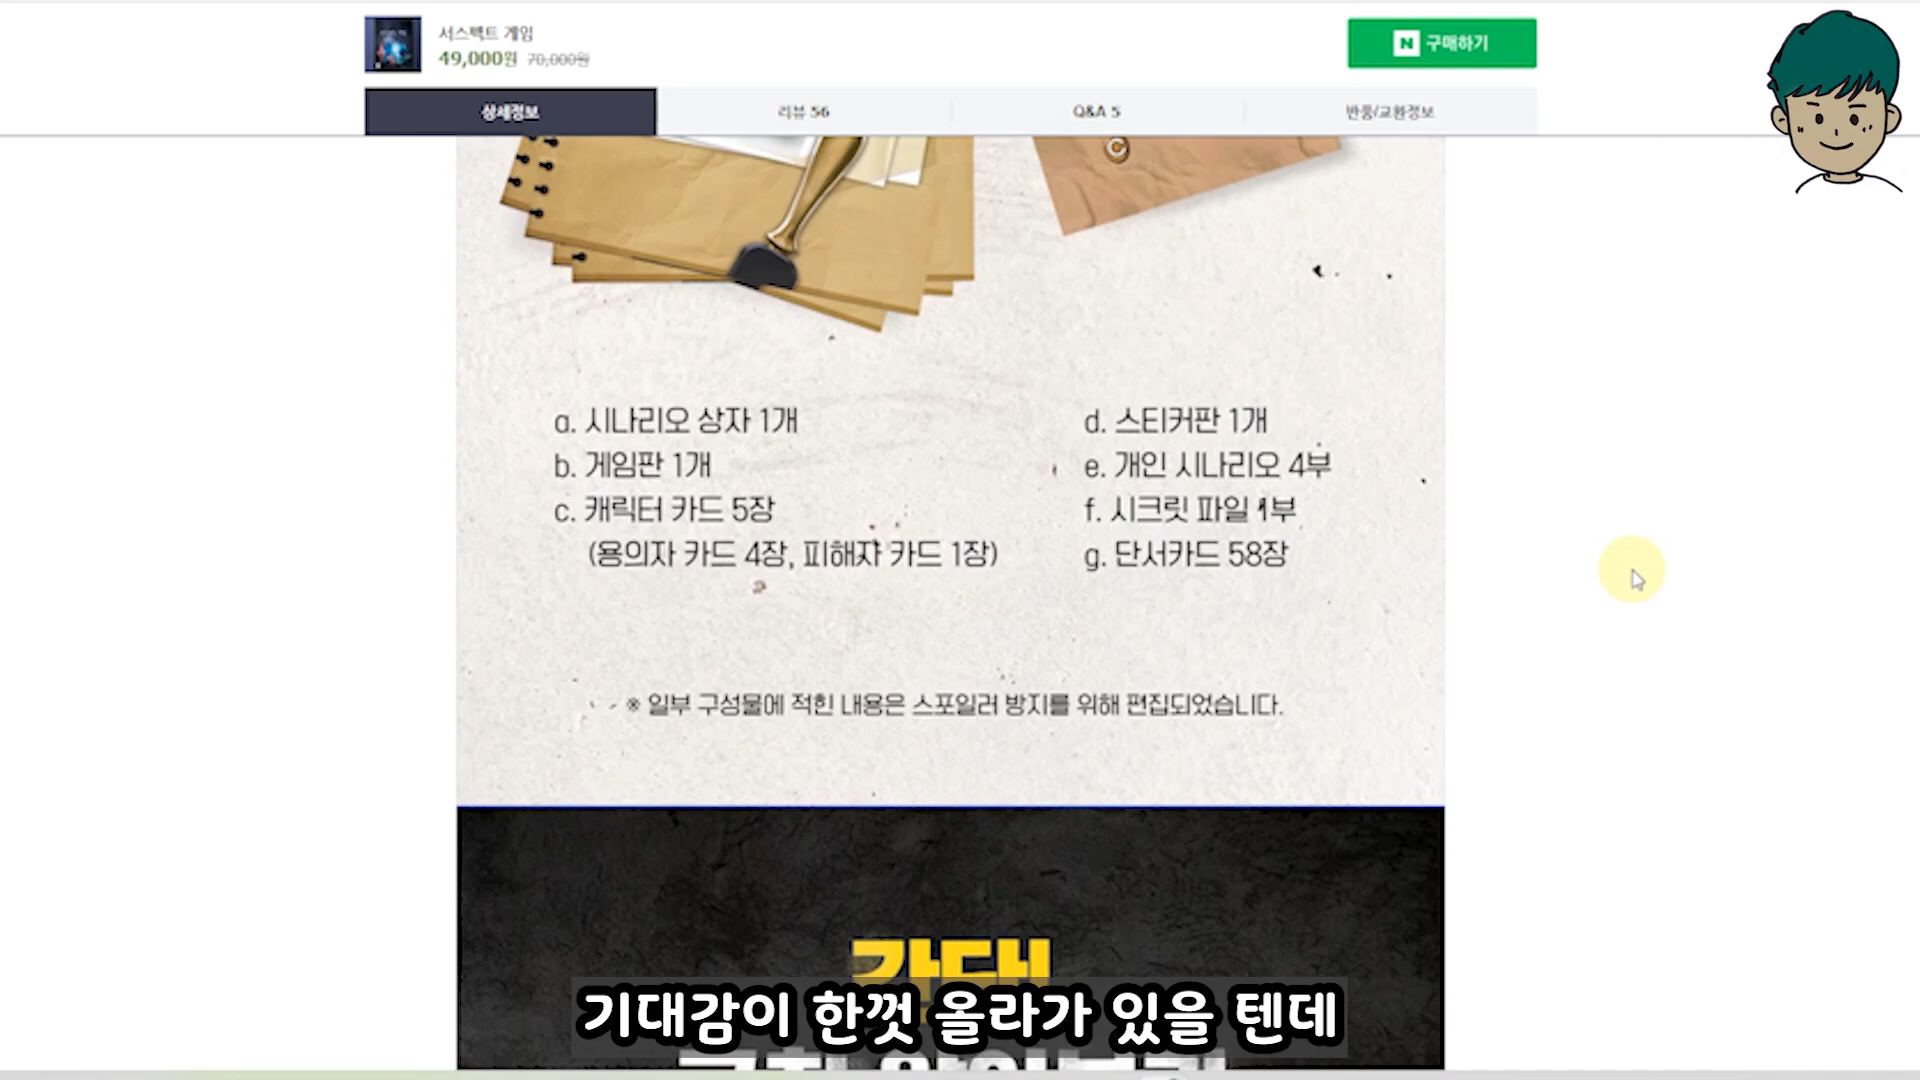 서스펙트 게임
49,000원 70,000원
N 구매하기
상세정보
리뷰 56
Q&A 5
반품/교환정보
C
a. 시나리오 상자 1개
b. 게임판 1개
c. 캐릭터 카드 5장
(용의자 카드 4장, 피해자 카드 1장)
d. 스티커판 1개
e. 개인 시나리오 4부
f. 시크릿 파일 1부
g. 단서카드 58장
※ 일부 구성물에 적힌 내용은 스포일러 방지를 위해 편집되었습니다.
기대감이 한껏 올라가 있을 텐데